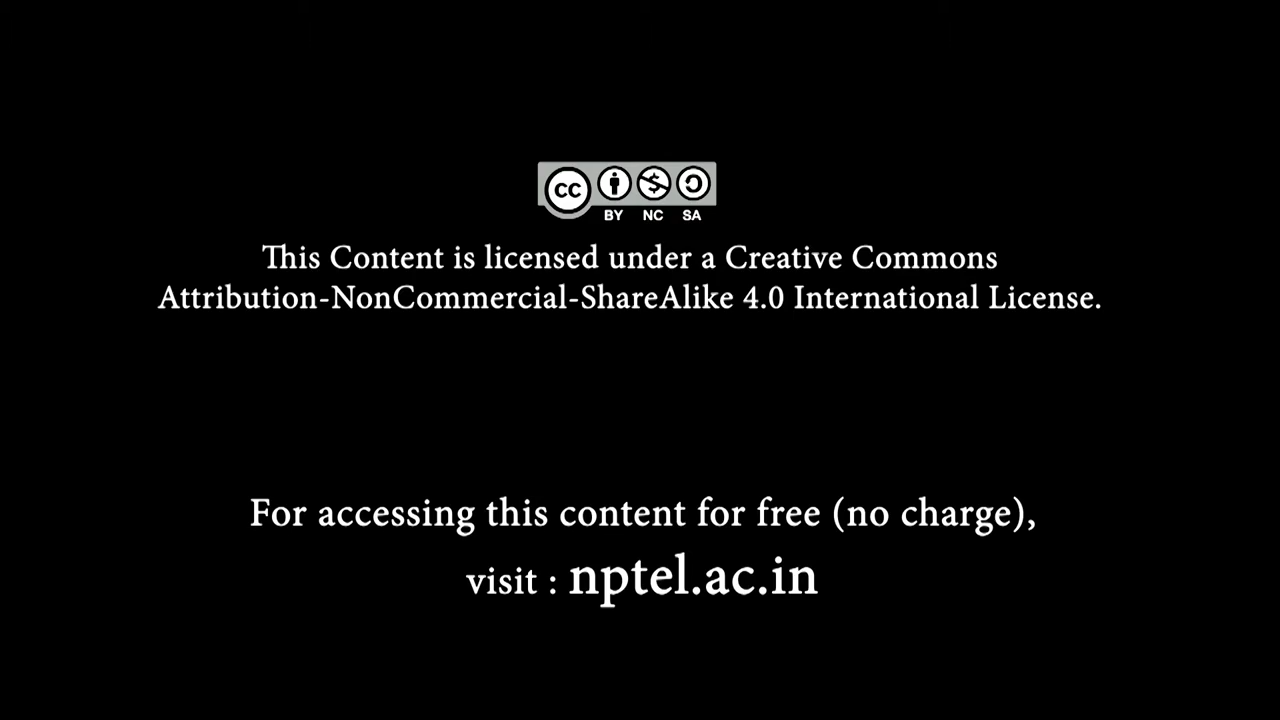 cc
BY NC SA
This Content is licensed under a Creative Commons
Attribution-NonCommercial-ShareAlike 4.0 International License.
For accessing this content for free (no charge),
visit : nptel.ac.in